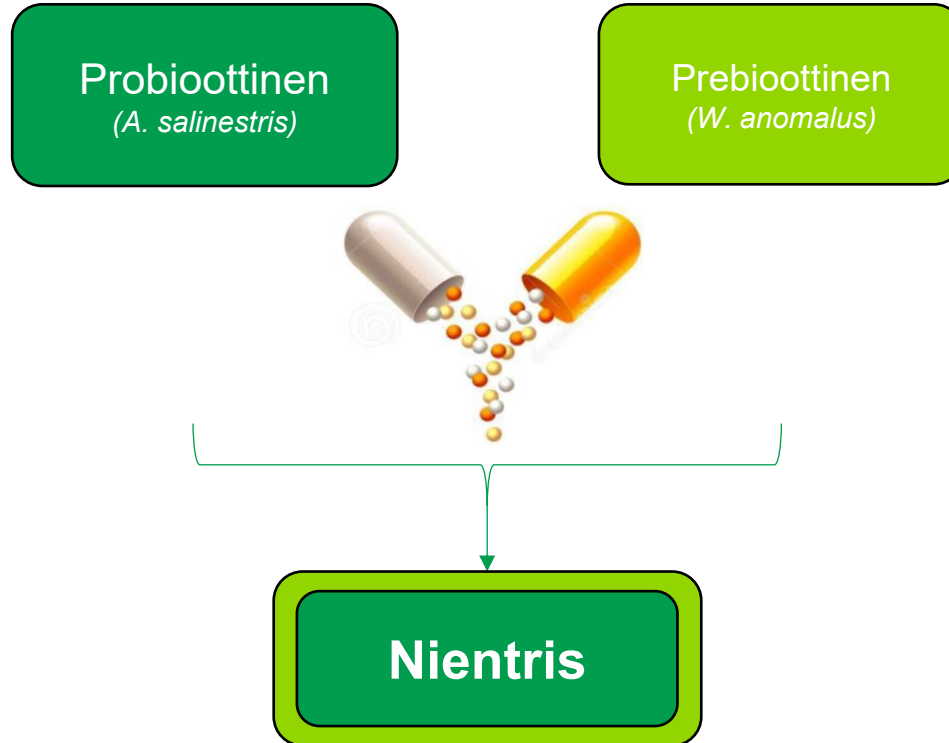 Probioottinen
(A. salinestris)
Prebioottinen
(W. anomalus)
Nientris